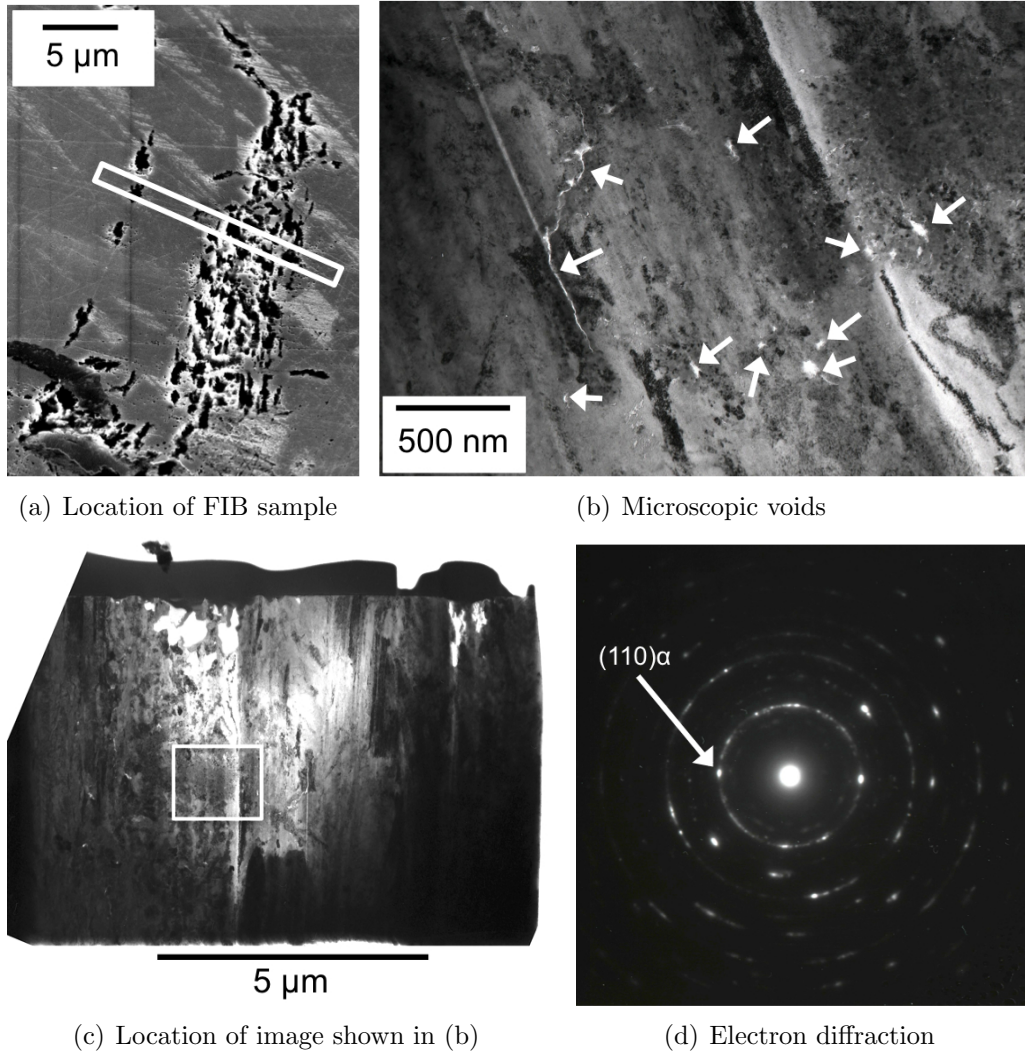 5 µm
500 nm
(a) Location of FIB sample
(b) Microscopic voids
(110)α
5 µm
(c) Location of image shown in (b)
(d) Electron diffraction